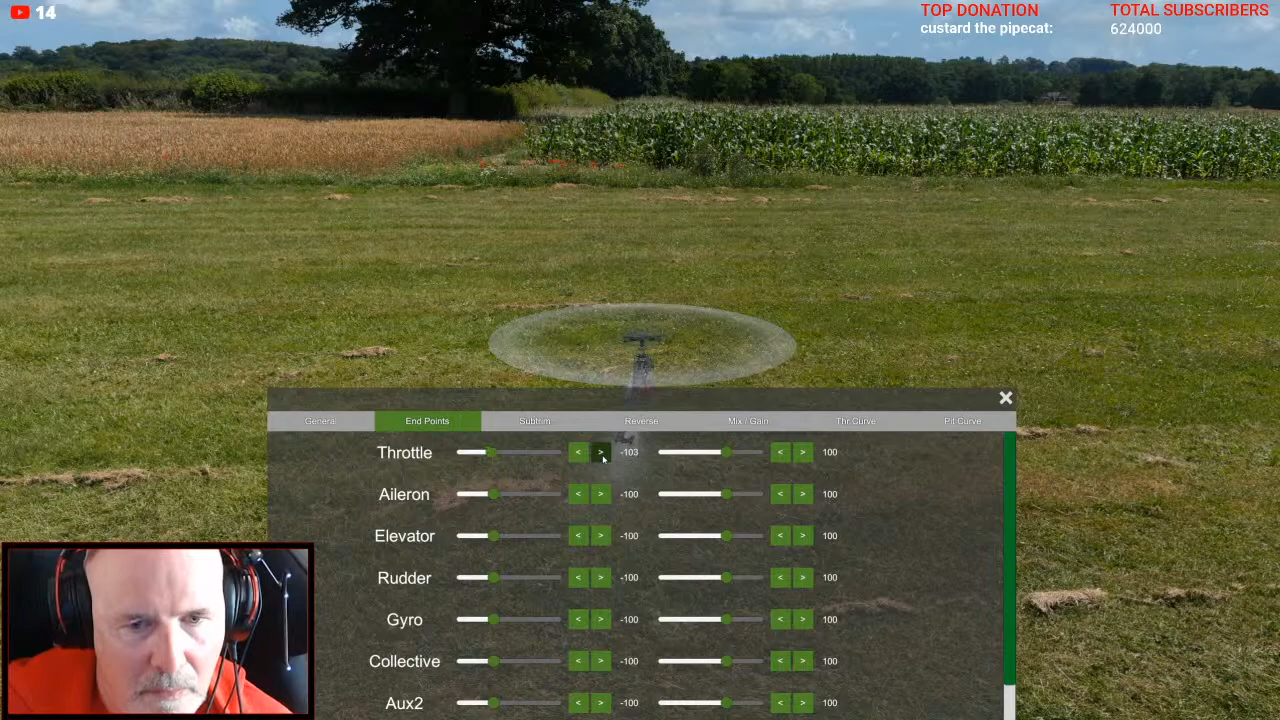 14
TOP DONATION
custard the pipecat:
TOTAL SUBSCRIBERS
624000
General End Points Subtrim Reverse Mix / Gain Thr.Curve Pit Curve
Throttle < > -103 < > 100
Aileron < > -100 < > 100
Elevator < > -100 < > 100
Rudder < > -100 < > 100
Gyro < > -100 < > 100
Collective < > -100 < > 100
Aux2 < > -100 < > 100